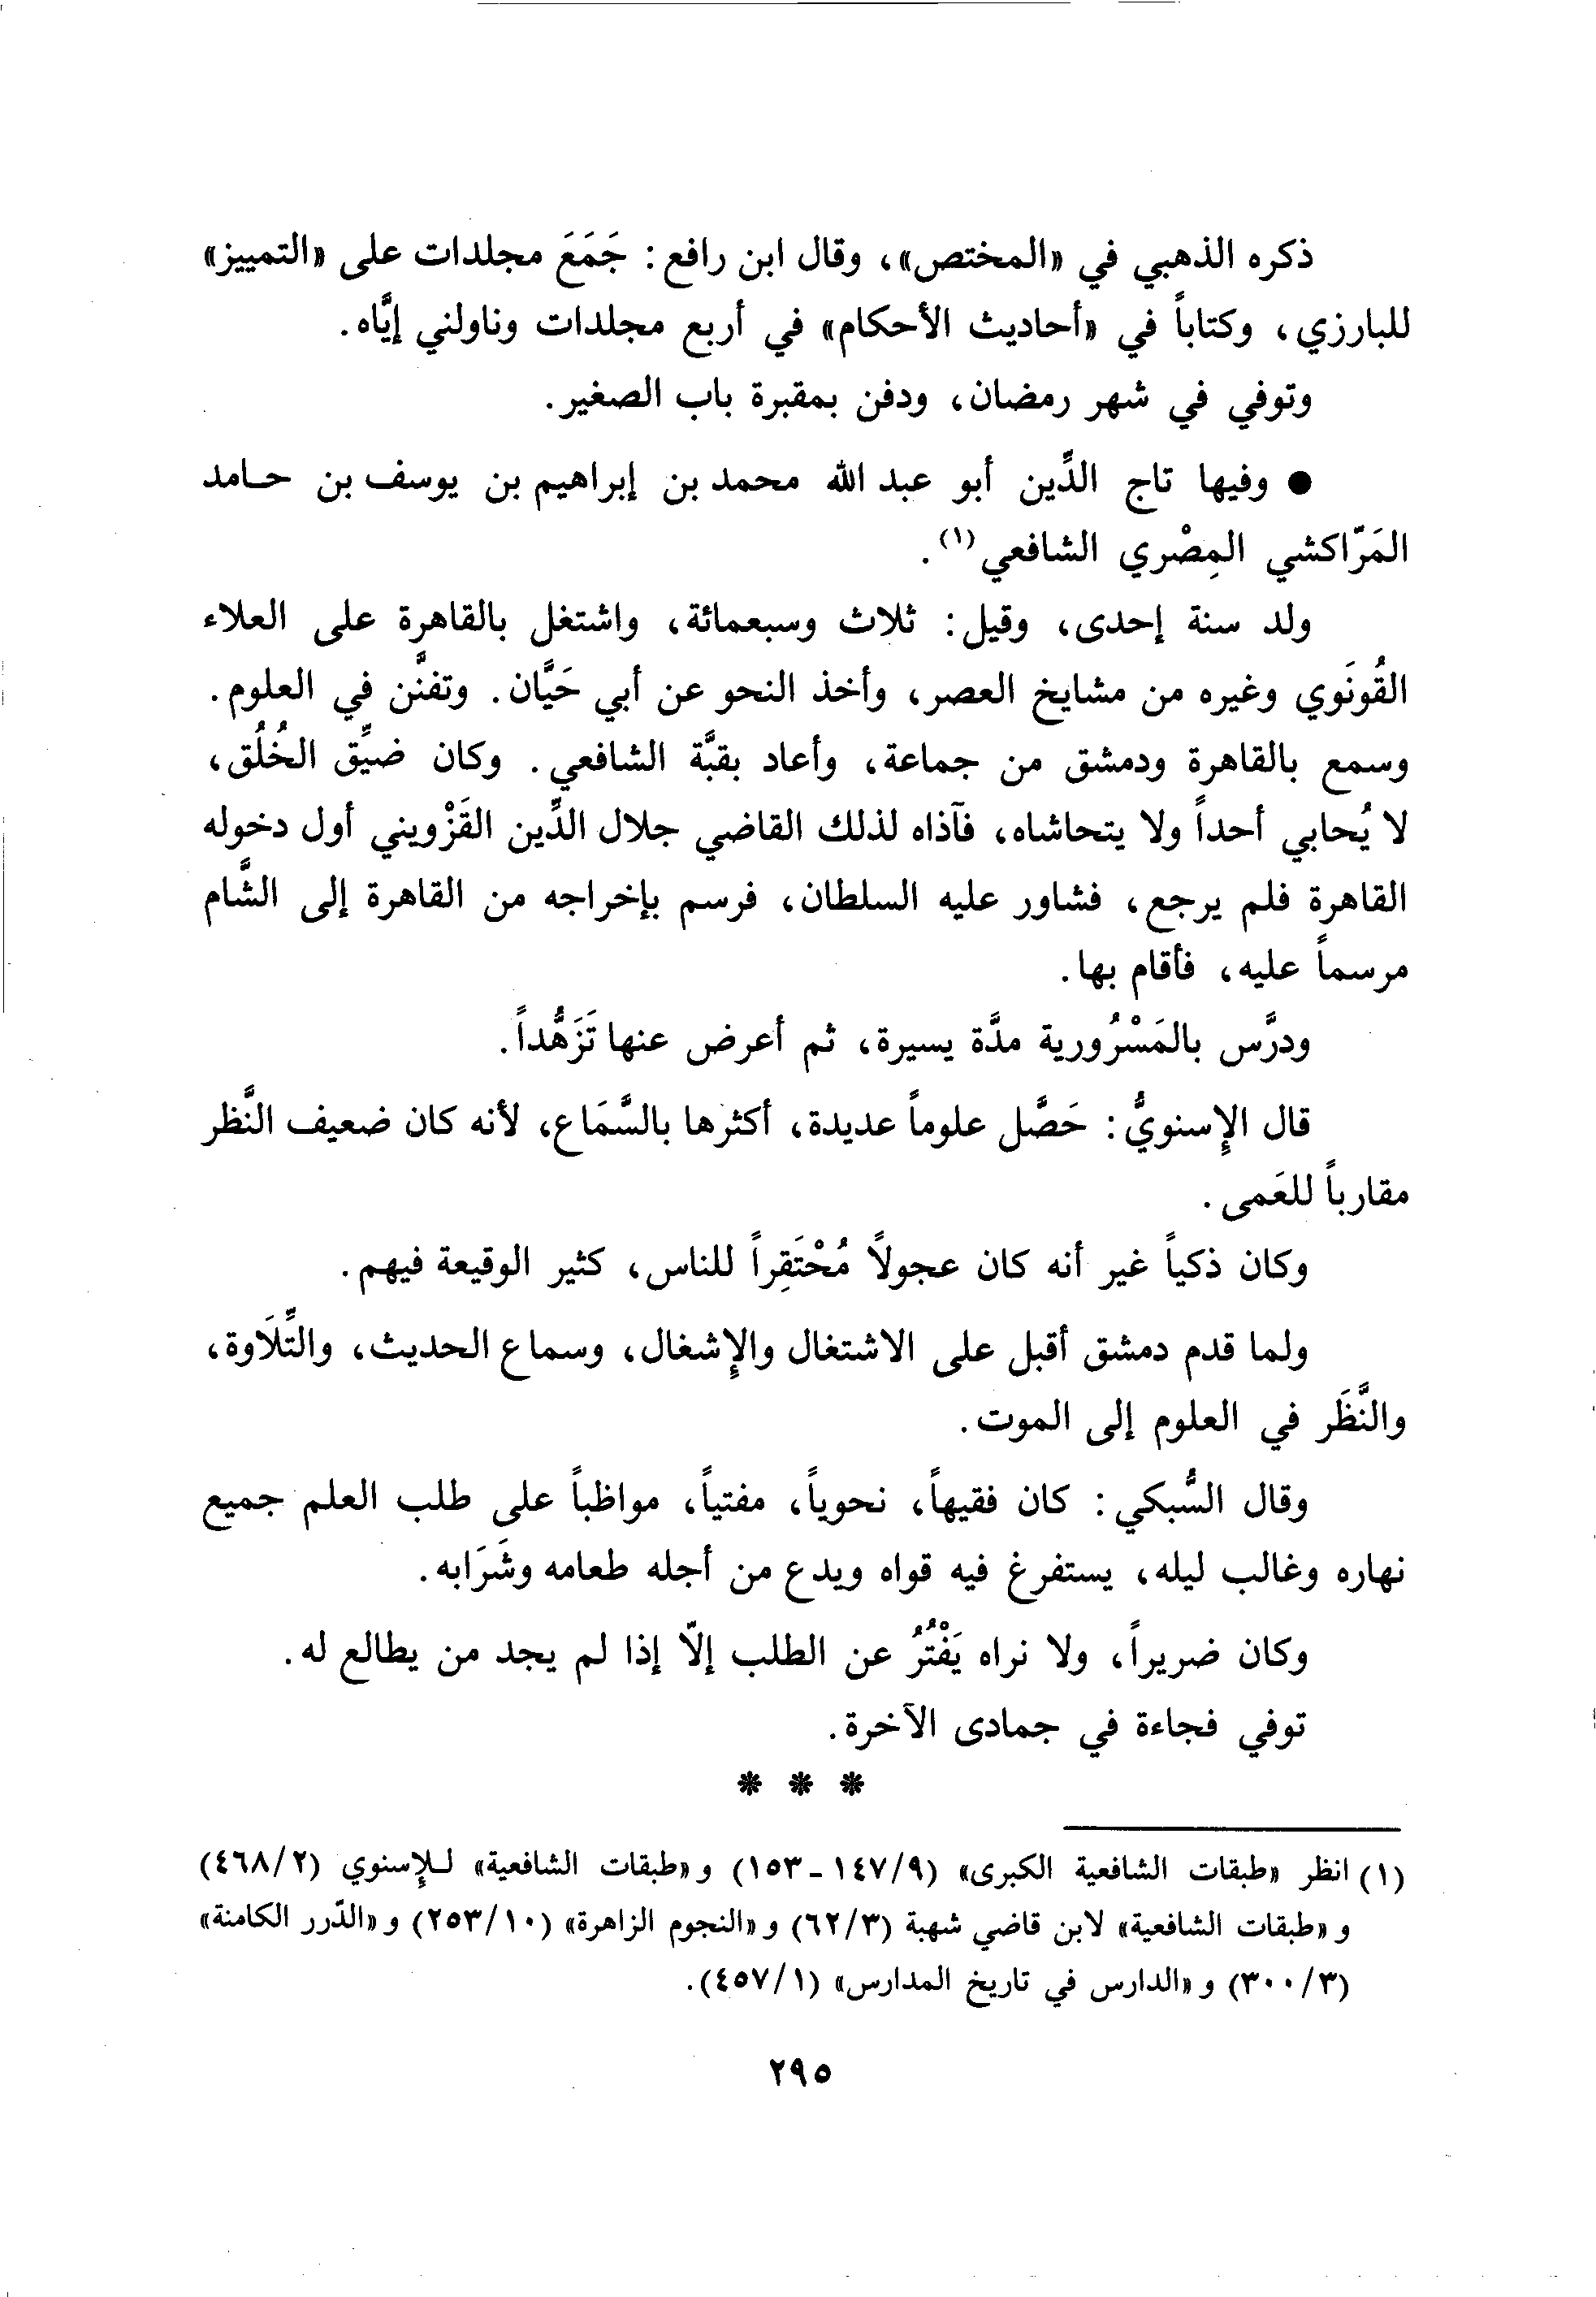 ذكره الذهبي في «المختص»، وقال ابن رافع: جَمَعَ مجلدات على «التمييز»
للبارزي، وكتاباً في «أحاديث الأحكام» في أربع مجلدات وناولني إيَّاه.
وتوفي في شهر رمضان، ودفن بمقبرة باب الصغير.
● وفيها تاج الدِّين أبو عبد الله محمد بن إبراهيم بن يوسف بن حـامد
المَرّاكشي المِصْري الشافعي(١).
ولد سنة إحدى، وقيل: ثلاث وسبعمائة، واشتغل بالقاهرة على العلاء
القُونَوي وغيره من مشايخ العصر، وأخذ النحو عن أبي حَيَّان. وتفنَّن في العلوم.
وسمع بالقاهرة ودمشق من جماعة، وأعاد بقبَّة الشافعي. وكان ضيِّق الخُلُق،
لا يُحابي أحداً ولا يتحاشاه، فآذاه لذلك القاضي جلال الدِّين القَزْويني أول دخوله
القاهرة فلم يرجع، فشاور عليه السلطان، فرسم بإخراجه من القاهرة إلى الشَّام
مرسماً عليه، فأقام بها.
ودرَّس بالمَسْرُورية مدَّة يسيرة، ثم أعرض عنها تَزَهُّداً.
قال الإسنويُّ: حَصَّل علوماً عديدة، أكثرها بالسَّمَاع، لأنه كان ضعيف النَّظر
مقارباً للعَمى.
وكان ذكياً غير أنه كان عجولاً مُحْتَقِراً للناس، كثير الوقيعة فيهم.
ولما قدم دمشق أقبل على الاشتغال والإشغال، وسماع الحديث، والتِّلَاوة،
والنَّظَر في العلوم إلى الموت.
وقال السُّبكي: كان فقيهاً، نحوياً، مفتياً، مواظباً على طلب العلم جميع
نهاره وغالب ليله، يستفرغ فيه قواه ويدع من أجله طعامه وشَرَابه.
وكان ضريراً، ولا نراه يَفْتُرُ عن الطلب إلّا إذا لم يجد من يطالع له.
توفي فجاءة في جمادى الآخرة.
* * *
(١) انظر «طبقات الشافعية الكبرى» (١٤٧/٩ - ١٥٣) و «طبقات الشافعية» لـلإسنوي (٤٦٨/٢)
و «طبقات الشافعية» لابن قاضي شهبة (٦٢/٣) و «النجوم الزاهرة» (٢٥٣/١٠) و «الدّرر الكامنة»
(٣٠٠/٣) و «الدارس في تاريخ المدارس» (٤٥٧/١).
٢٩٥